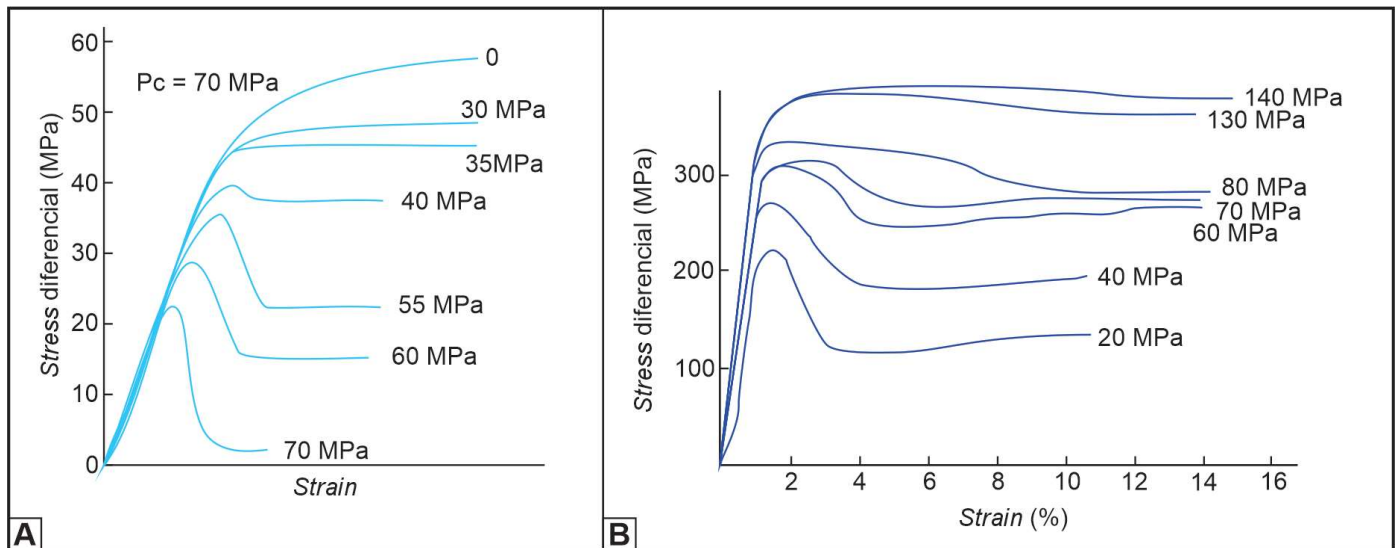 60
50
40
30
20
10
0
Stress diferencial (MPa)
Pc = 70 MPa
0
30 MPa
35MPa
40 MPa
55 MPa
60 MPa
70 MPa
Strain
A
300
200
100
Stress diferencial (MPa)
140 MPa
130 MPa
80 MPa
70 MPa
60 MPa
40 MPa
20 MPa
2 4 6 8 10 12 14 16
Strain (%)
B